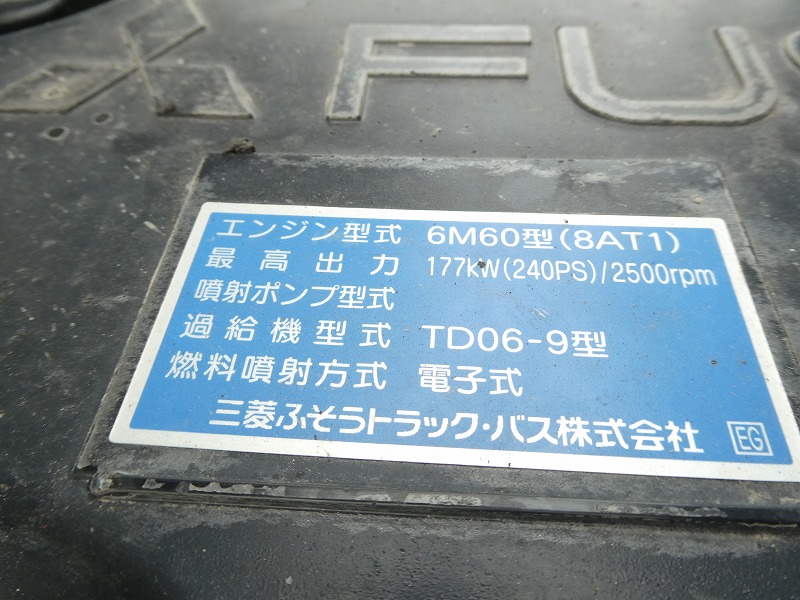 FUS
エンジン型式 6M60型(8AT1)
最高出力 177kW(240PS)/2500rpm
噴射ポンプ型式
過給機型式 TD06-9型
燃料噴射方式 電子式
三菱ふそうトラック・バス株式会社 EG